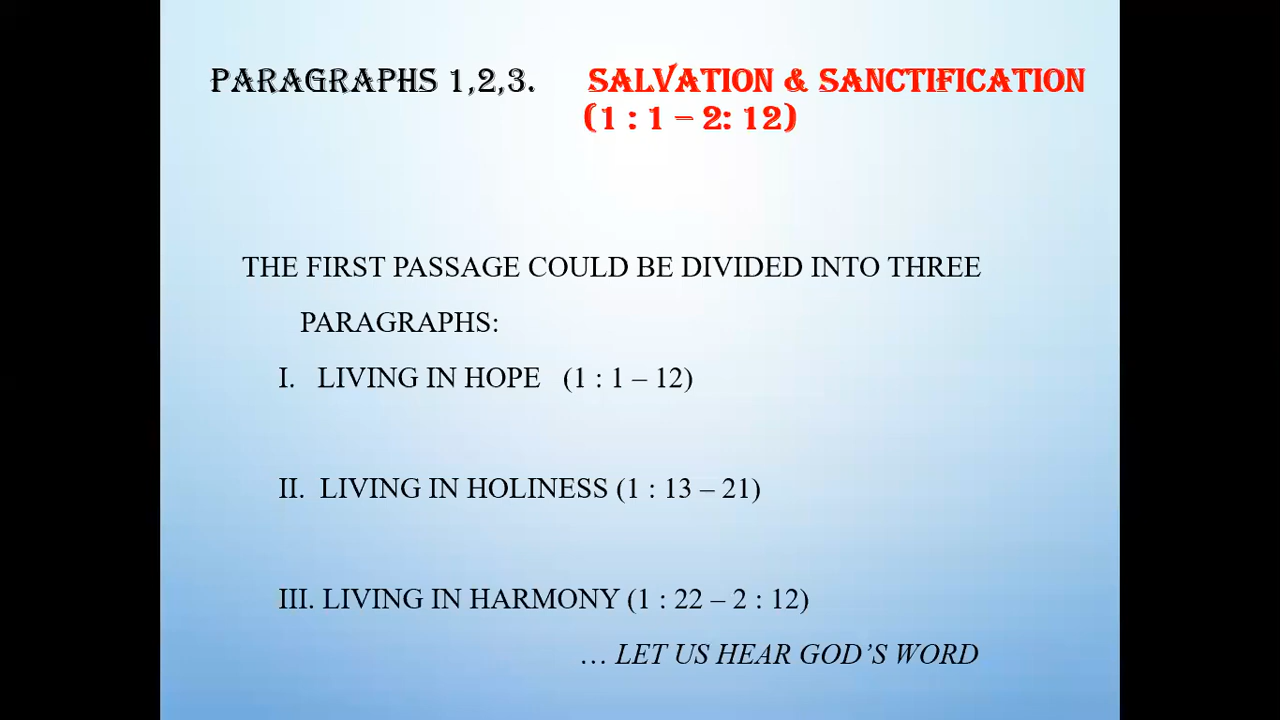 PARAGRAPHS 1,2,3. SALVATION & SANCTIFICATION
(1 : 1 – 2: 12)
THE FIRST PASSAGE COULD BE DIVIDED INTO THREE
PARAGRAPHS:
I. LIVING IN HOPE (1 : 1 – 12)
II. LIVING IN HOLINESS (1 : 13 – 21)
III. LIVING IN HARMONY (1 : 22 – 2 : 12)
… LET US HEAR GOD’S WORD